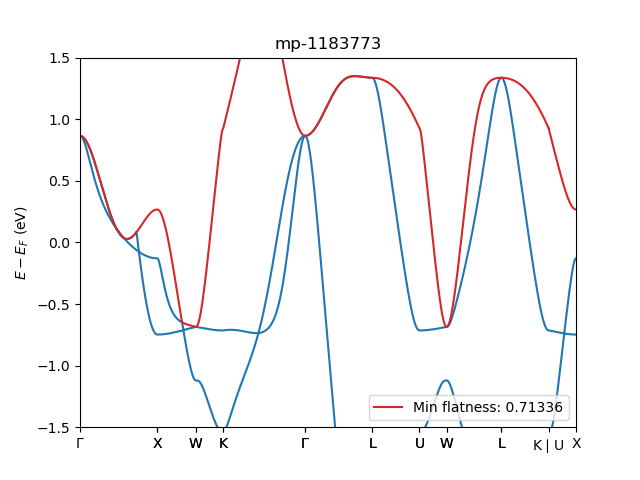 mp-1183773
1.5
1.0
0.5
0.0
−0.5
−1.0
−1.5
E − E_F (eV)
Min flatness: 0.71336
Γ X W K Γ L U W L K | U X